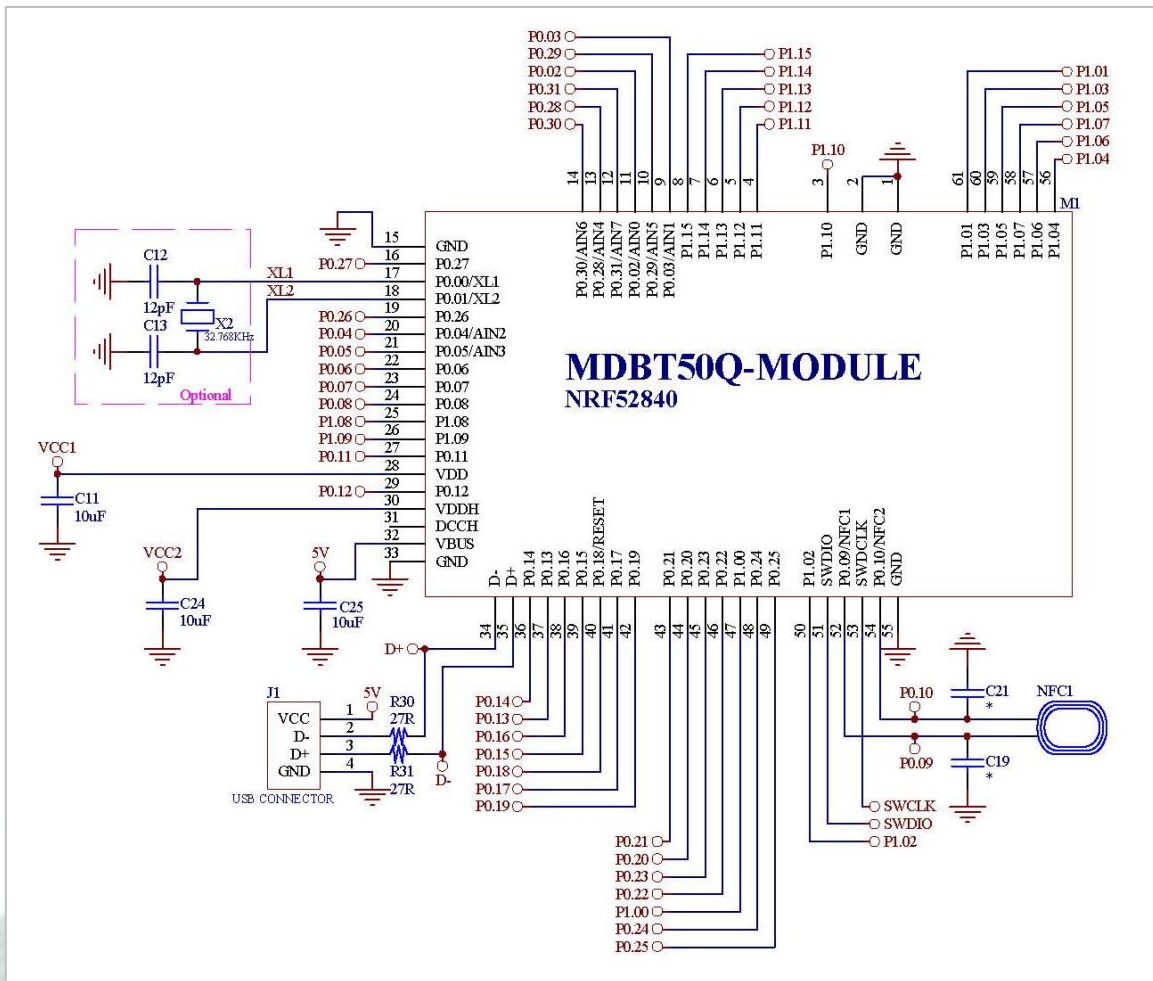 P0.03
P0.29
P0.02
P0.31
P0.28
P0.30
P1.15
P1.14
P1.13
P1.12
P1.11
P1.10
P1.01
P1.03
P1.05
P1.07
P1.06
P1.04
14 13 12 11 10 9 8 7 6 5 4 3 2 1 61 60 59 58 57 56
M1
P0.30/AIN6
P0.28/AIN4
P0.31/AIN7
P0.02/AIN0
P0.29/AIN5
P0.03/AIN1
P1.15
P1.14
P1.13
P1.12
P1.11
P1.10
GND
GND
P1.01
P1.03
P1.05
P1.07
P1.06
P1.04
15 GND
P0.27 16 P0.27
XL1 17 P0.00/XL1
XL2 18 P0.01/XL2
P0.26 19 P0.26
P0.04 20 P0.04/AIN2
P0.05 21 P0.05/AIN3
P0.06 22 P0.06
P0.07 23 P0.07
P0.08 24 P0.08
P1.08 25 P1.08
P1.09 26 P1.09
P0.11 27 P0.11
28 VDD
P0.12 29 P0.12
30 VDDH
31 DCCH
32 VBUS
33 GND
C12
12pF
C13
12pF
X2
32.768KHz
Optional
MDBT50Q-MODULE
NRF52840
VCC1
C11
10uF
VCC2
C24
10uF
5V
C25
10uF
D-
D+
P0.14
P0.13
P0.16
P0.15
P0.18/RESET
P0.17
P0.19
P0.21
P0.20
P0.23
P0.22
P1.00
P0.24
P0.25
P1.02
SWDIO
P0.09/NFC1
SWDCLK
P0.10/NFC2
GND
34 35 36 37 38 39 40 41 42 43 44 45 46 47 48 49 50 51 52 53 54 55
D+
J1
VCC 1 5V
D- 2
D+ 3
GND 4
USB CONNECTOR
R30
27R
R31
27R
D-
P0.14
P0.13
P0.16
P0.15
P0.18
P0.17
P0.19
P0.21
P0.20
P0.23
P0.22
P1.00
P0.24
P0.25
P0.10
C21
*
NFC1
P0.09
C19
*
SWCLK
SWDIO
P1.02